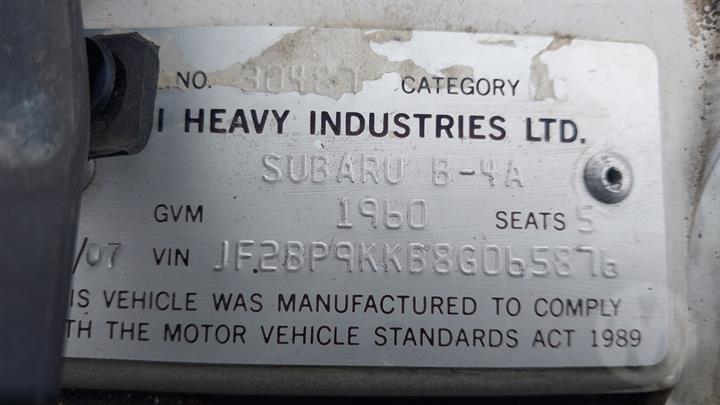 L NO. 30487 CATEGORY
I HEAVY INDUSTRIES LTD.
SUBARU B-4A
GVM 1960 SEATS 5
/07 VIN JF2BP9KKB8G065876
IS VEHICLE WAS MANUFACTURED TO COMPLY
TH THE MOTOR VEHICLE STANDARDS ACT 1989